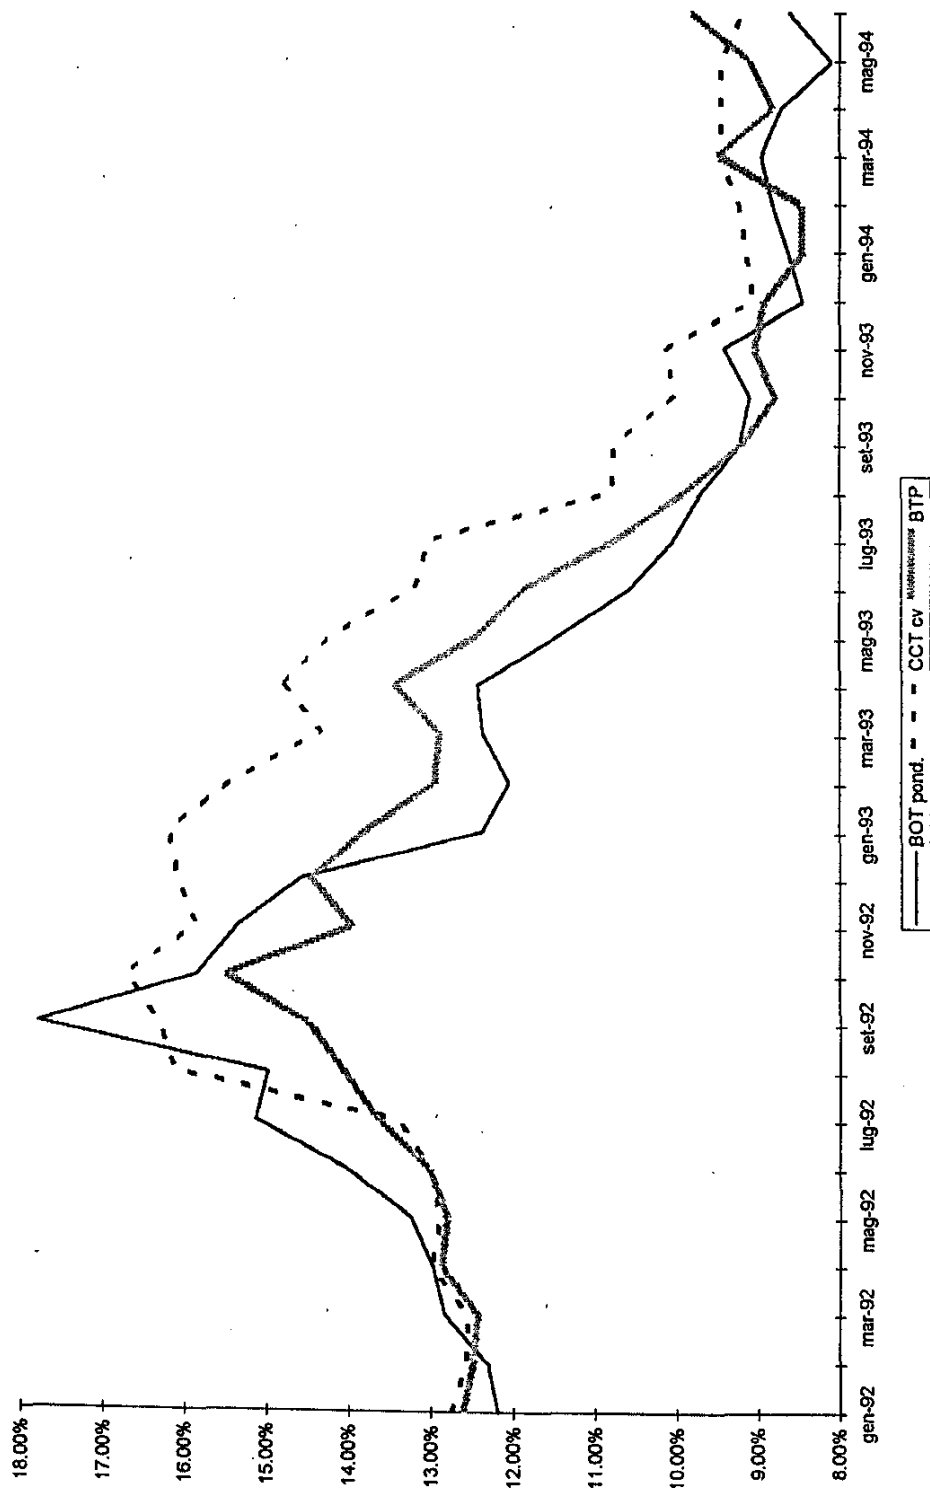 18.00%
17.00%
16.00%
15.00%
14.00%
13.00%
12.00%
11.00%
10.00%
9.00%
8.00%
gen-92
mar-92
mag-92
lug-92
set-92
nov-92
gen-93
mar-93
mag-93
lug-93
set-93
nov-93
gen-94
mar-94
mag-94
BOT pond. CCT cv BTP